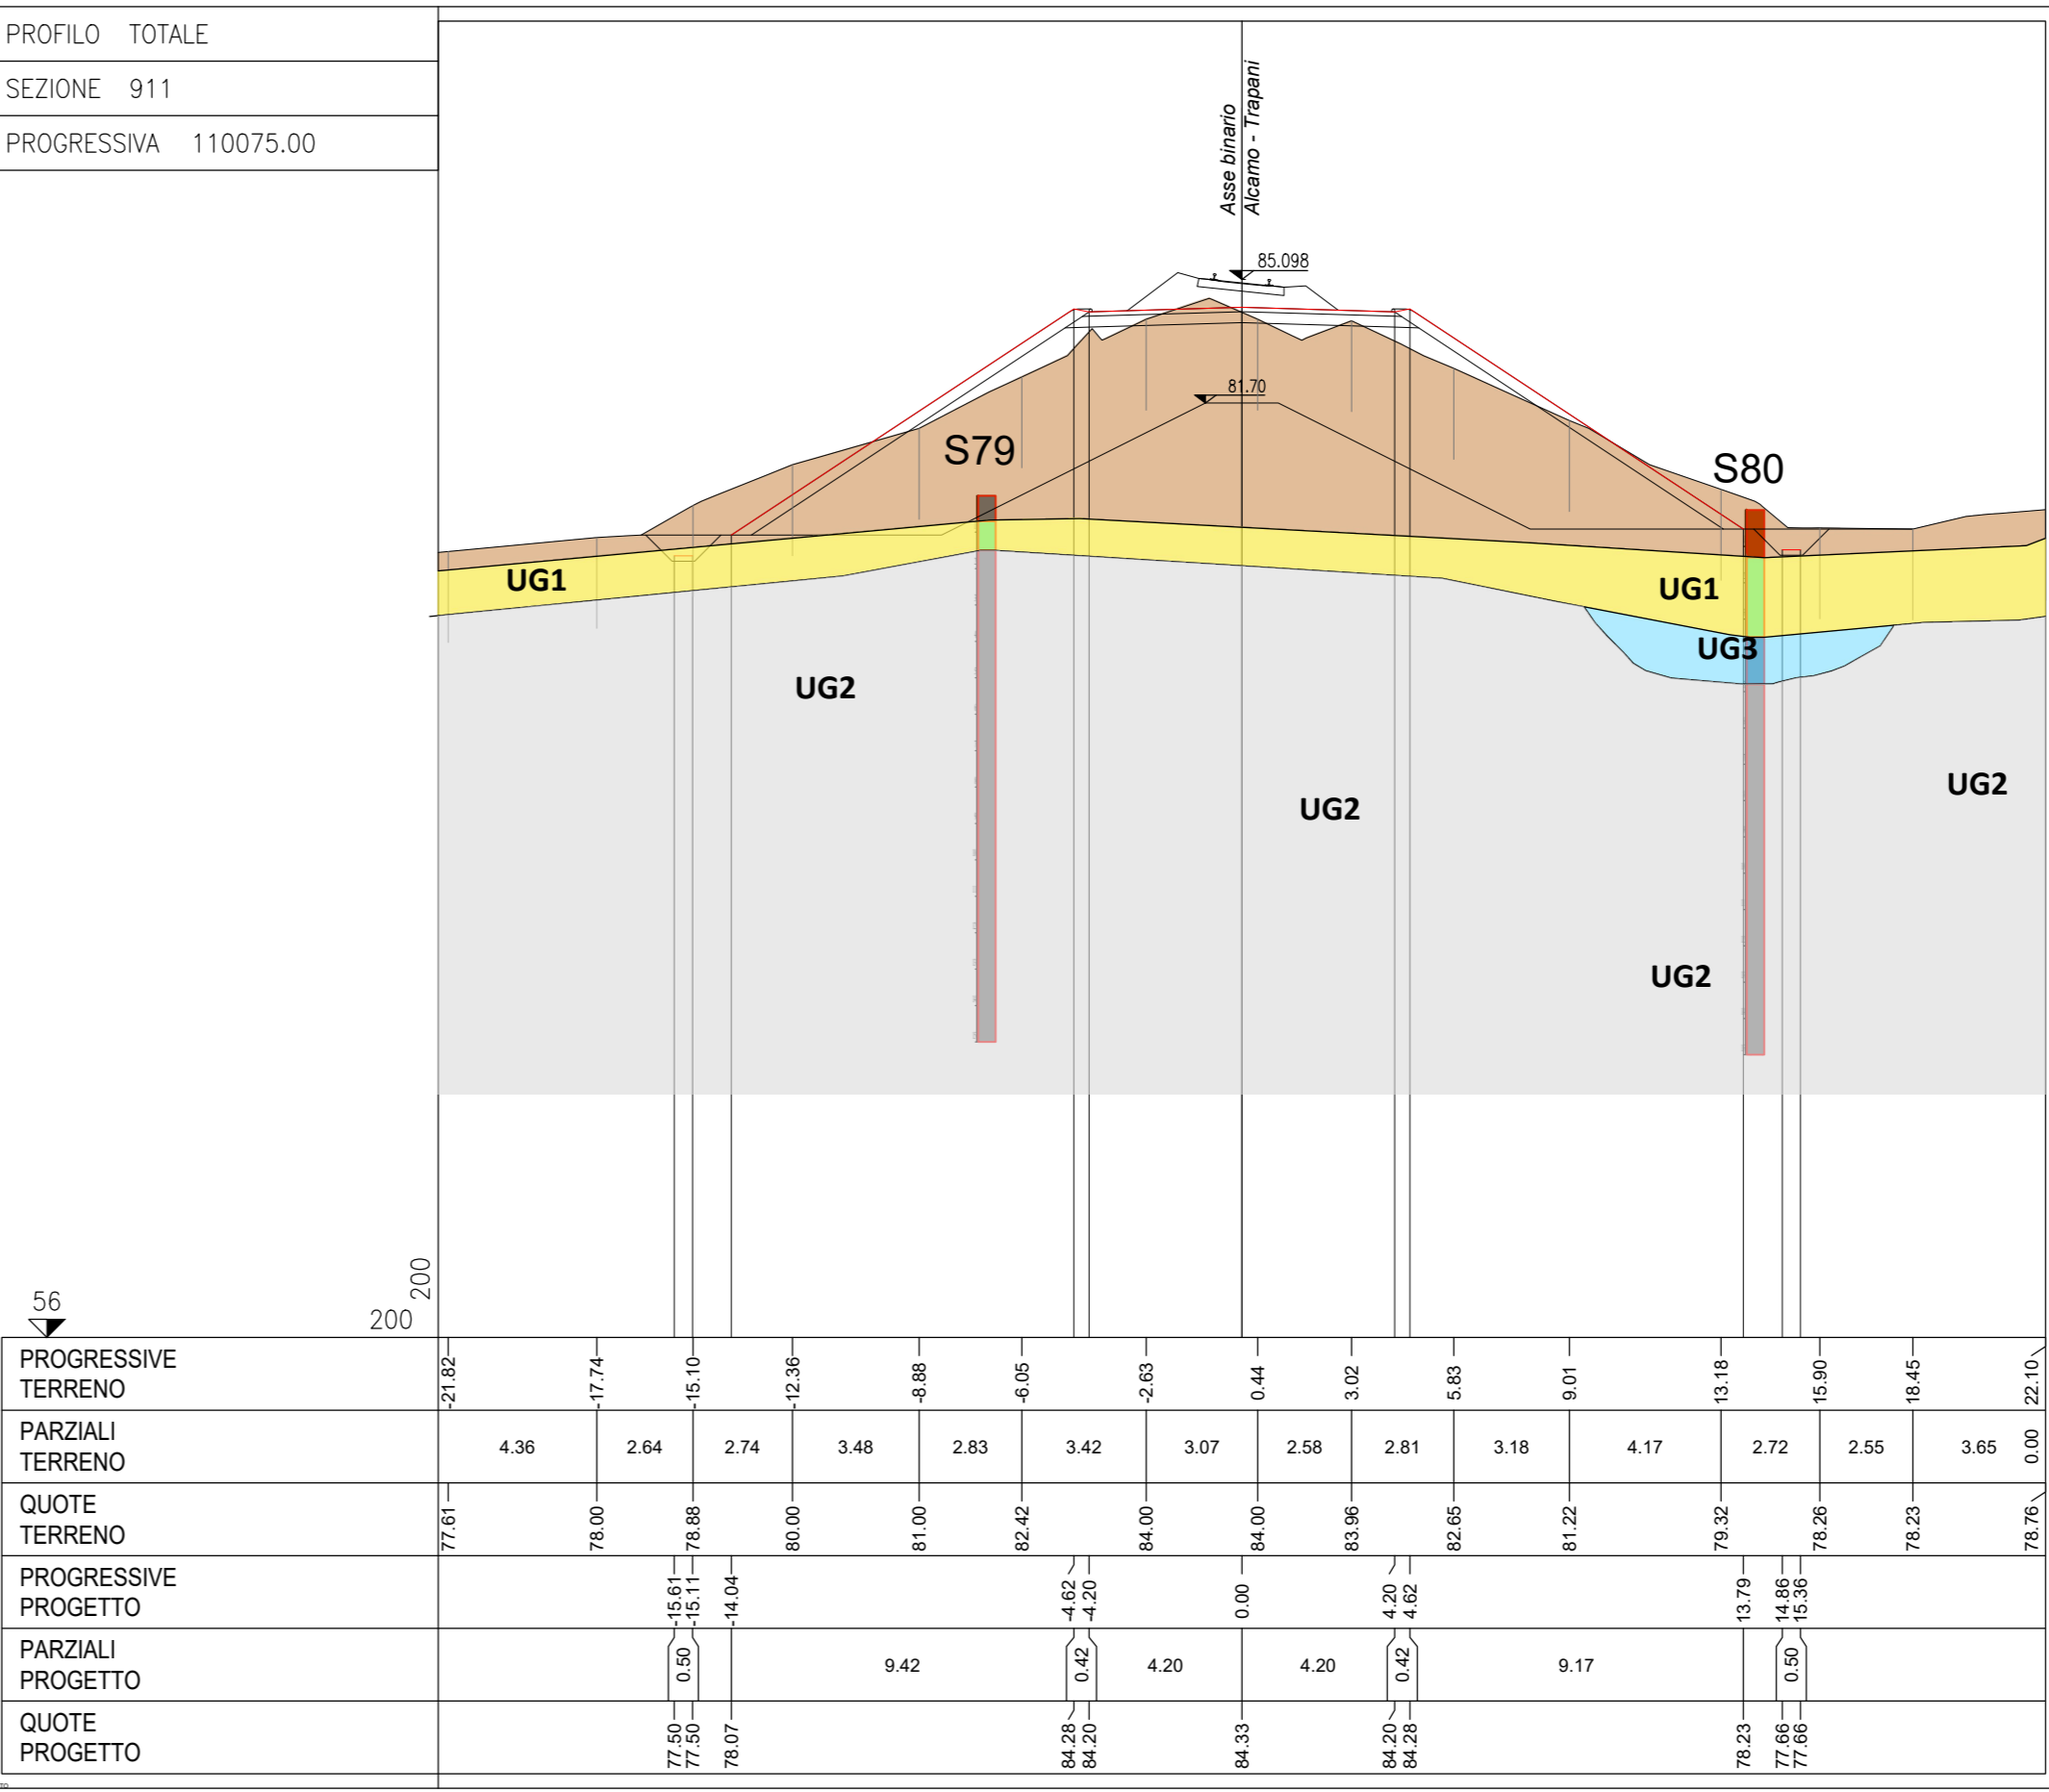 PROFILO TOTALE
SEZIONE 911
PROGRESSIVA 110075.00
Asse binario
Alcamo - Trapani
85.098
81.70
S79
S80
UG1
UG1
UG3
UG2
UG2
UG2
UG2
200
56
200
PROGRESSIVE
TERRENO
-21.82 -17.74 -15.10 -12.36 -8.88 -6.05 -2.63 0.44 3.02 5.83 9.01 13.18 15.90 18.45 22.10
PARZIALI
TERRENO
4.36 2.64 2.74 3.48 2.83 3.42 3.07 2.58 2.81 3.18 4.17 2.72 2.55 3.65 0.00
QUOTE
TERRENO
77.61 78.00 78.88 80.00 81.00 82.42 84.00 84.00 83.96 82.65 81.22 79.32 78.26 78.23 78.76
PROGRESSIVE
PROGETTO
-15.61 -15.11 -14.04 -4.62 -4.20 0.00 4.20 4.62 13.79 14.86 15.36
PARZIALI
PROGETTO
0.50 9.42 0.42 4.20 4.20 0.42 9.17 0.50
QUOTE
PROGETTO
77.50 77.50 78.07 84.28 84.20 84.33 84.20 84.28 78.23 77.66 77.66